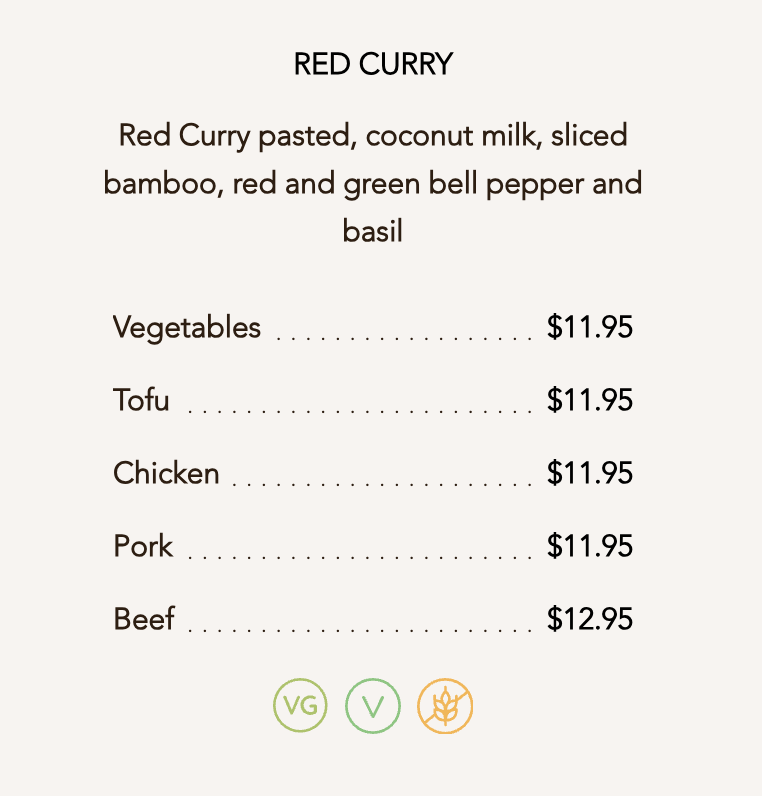 RED CURRY
Red Curry pasted, coconut milk, sliced
bamboo, red and green bell pepper and
basil
Vegetables . . . . . . . . . . . . . . . . . . $11.95
Tofu . . . . . . . . . . . . . . . . . . . . . . . . $11.95
Chicken . . . . . . . . . . . . . . . . . . . . . $11.95
Pork . . . . . . . . . . . . . . . . . . . . . . . . $11.95
Beef . . . . . . . . . . . . . . . . . . . . . . . . $12.95
VG V